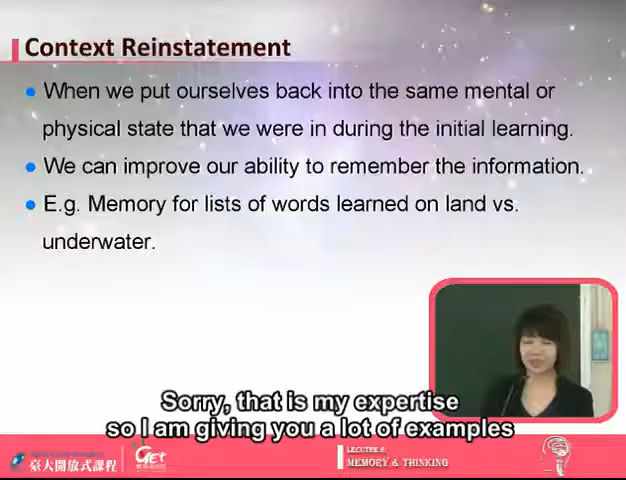 Context Reinstatement
When we put ourselves back into the same mental or
physical state that we were in during the initial learning.
We can improve our ability to remember the information.
E.g. Memory for lists of words learned on land vs.
underwater.
Sorry, that is my expertise
so I am giving you a lot of examples
臺大開放式課程
GET
LECUTRE 6:
MEMORY & THINKING